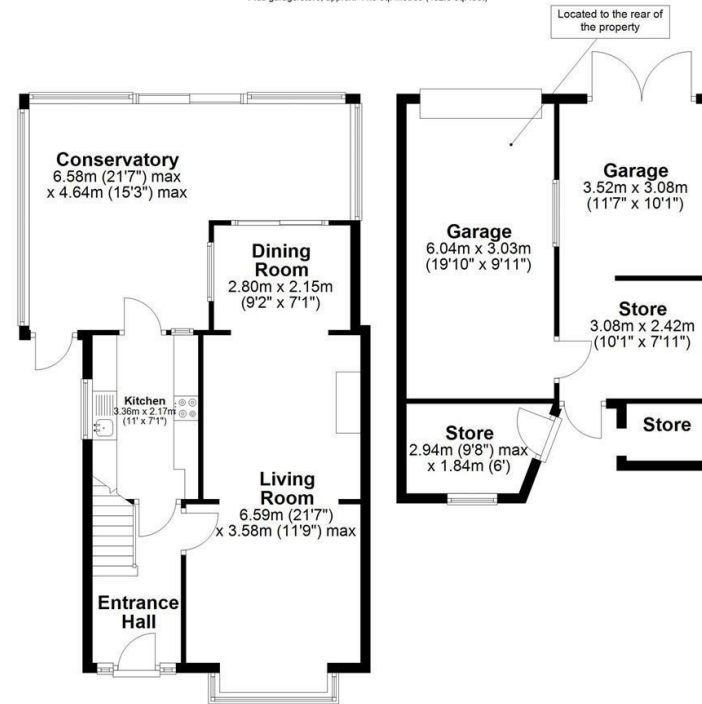 Located to the rear of
the property
Conservatory
6.58m (21'7") max
x 4.64m (15'3") max
Dining
Room
2.80m x 2.15m
(9'2" x 7'1")
Kitchen
3.36m x 2.17m
(11' x 7'1")
Living
Room
6.59m (21'7")
x 3.58m (11'9") max
Entrance
Hall
Garage
6.04m x 3.03m
(19'10" x 9'11")
Garage
3.52m x 3.08m
(11'7" x 10'1")
Store
3.08m x 2.42m
(10'1" x 7'11")
Store
2.94m (9'8") max
x 1.84m (6')
Store